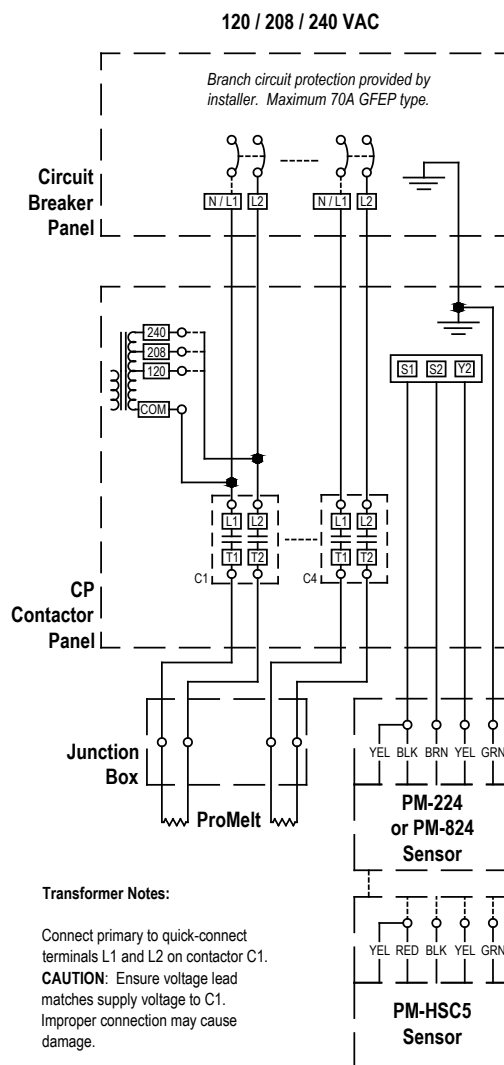 120 / 208 / 240 VAC
Branch circuit protection provided by
installer.  Maximum 70A GFEP type.
Circuit
Breaker
Panel
N / L1 L2 N / L1 L2
240
208
120
COM
S1 S2 Y2
L1 L2 L1 L2
T1 T2 T1 T2
C1 C4
CP
Contactor
Panel
Junction
Box
YEL BLK BRN YEL GRN
PM-224
or PM-824
Sensor
ProMelt
Transformer Notes:
Connect primary to quick-connect
terminals L1 and L2 on contactor C1.
CAUTION:  Ensure voltage lead
matches supply voltage to C1.
Improper connection may cause
damage.
YEL RED BLK YEL GRN
PM-HSC5
Sensor